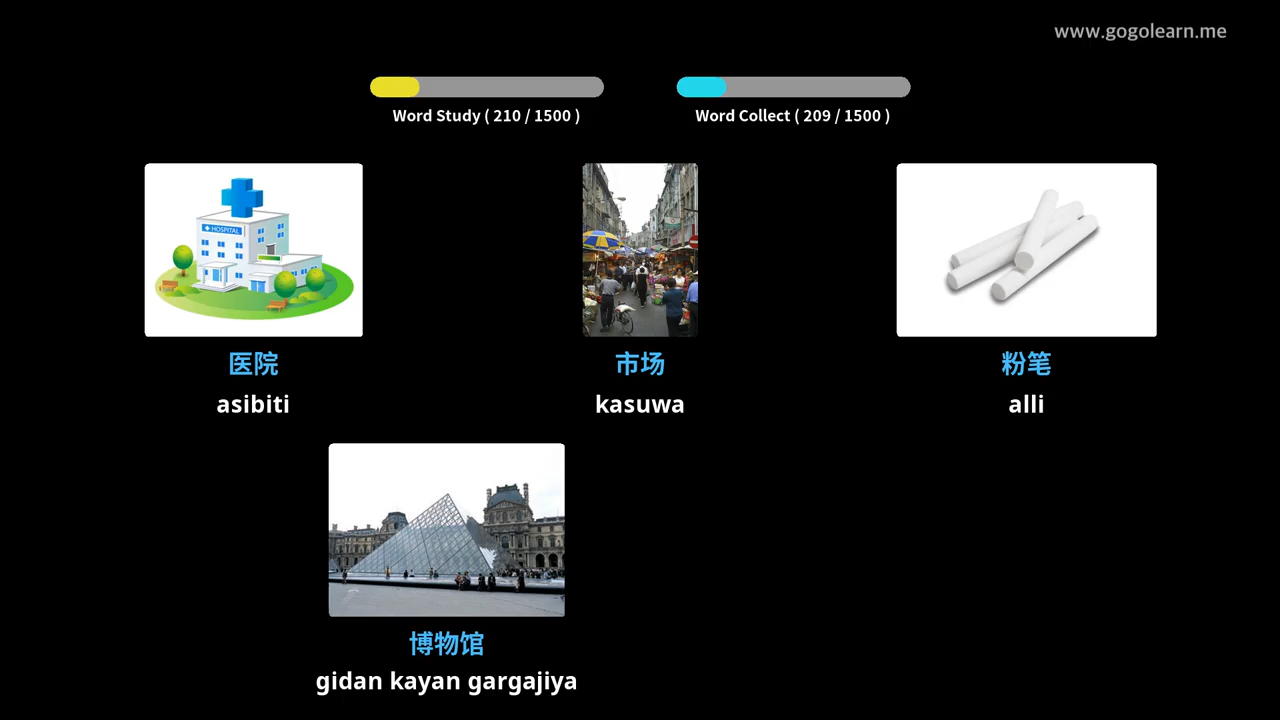 www.gogolearn.me
Word Study ( 210 / 1500 )
Word Collect ( 209 / 1500 )
HOSPITAL
医院
市场
粉笔
asibiti
kasuwa
alli
博物馆
gidan kayan gargajiya